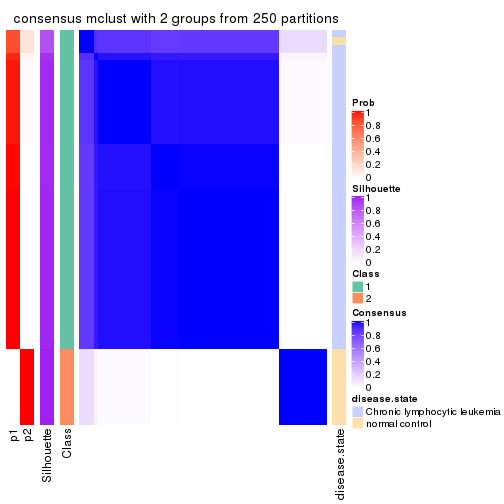 consensus mclust with 2 groups from 250 partitions
Prob
1
0.8
0.6
0.4
0.2
0
Silhouette
1
0.8
0.6
0.4
0.2
0
Class
1
2
Consensus
1
0.8
0.6
0.4
0.2
0
disease.state
Chronic lymphocytic leukemia
normal control
p1
p2
Silhouette
Class
disease.state